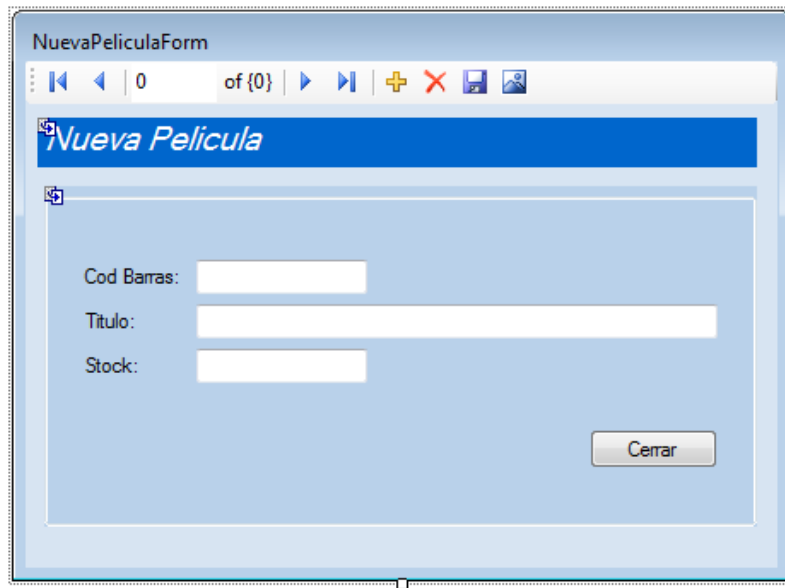 NuevaPeliculaForm
0 of {0}
Nueva Pelicula
Cod Barras:
Titulo:
Stock:
Cerrar